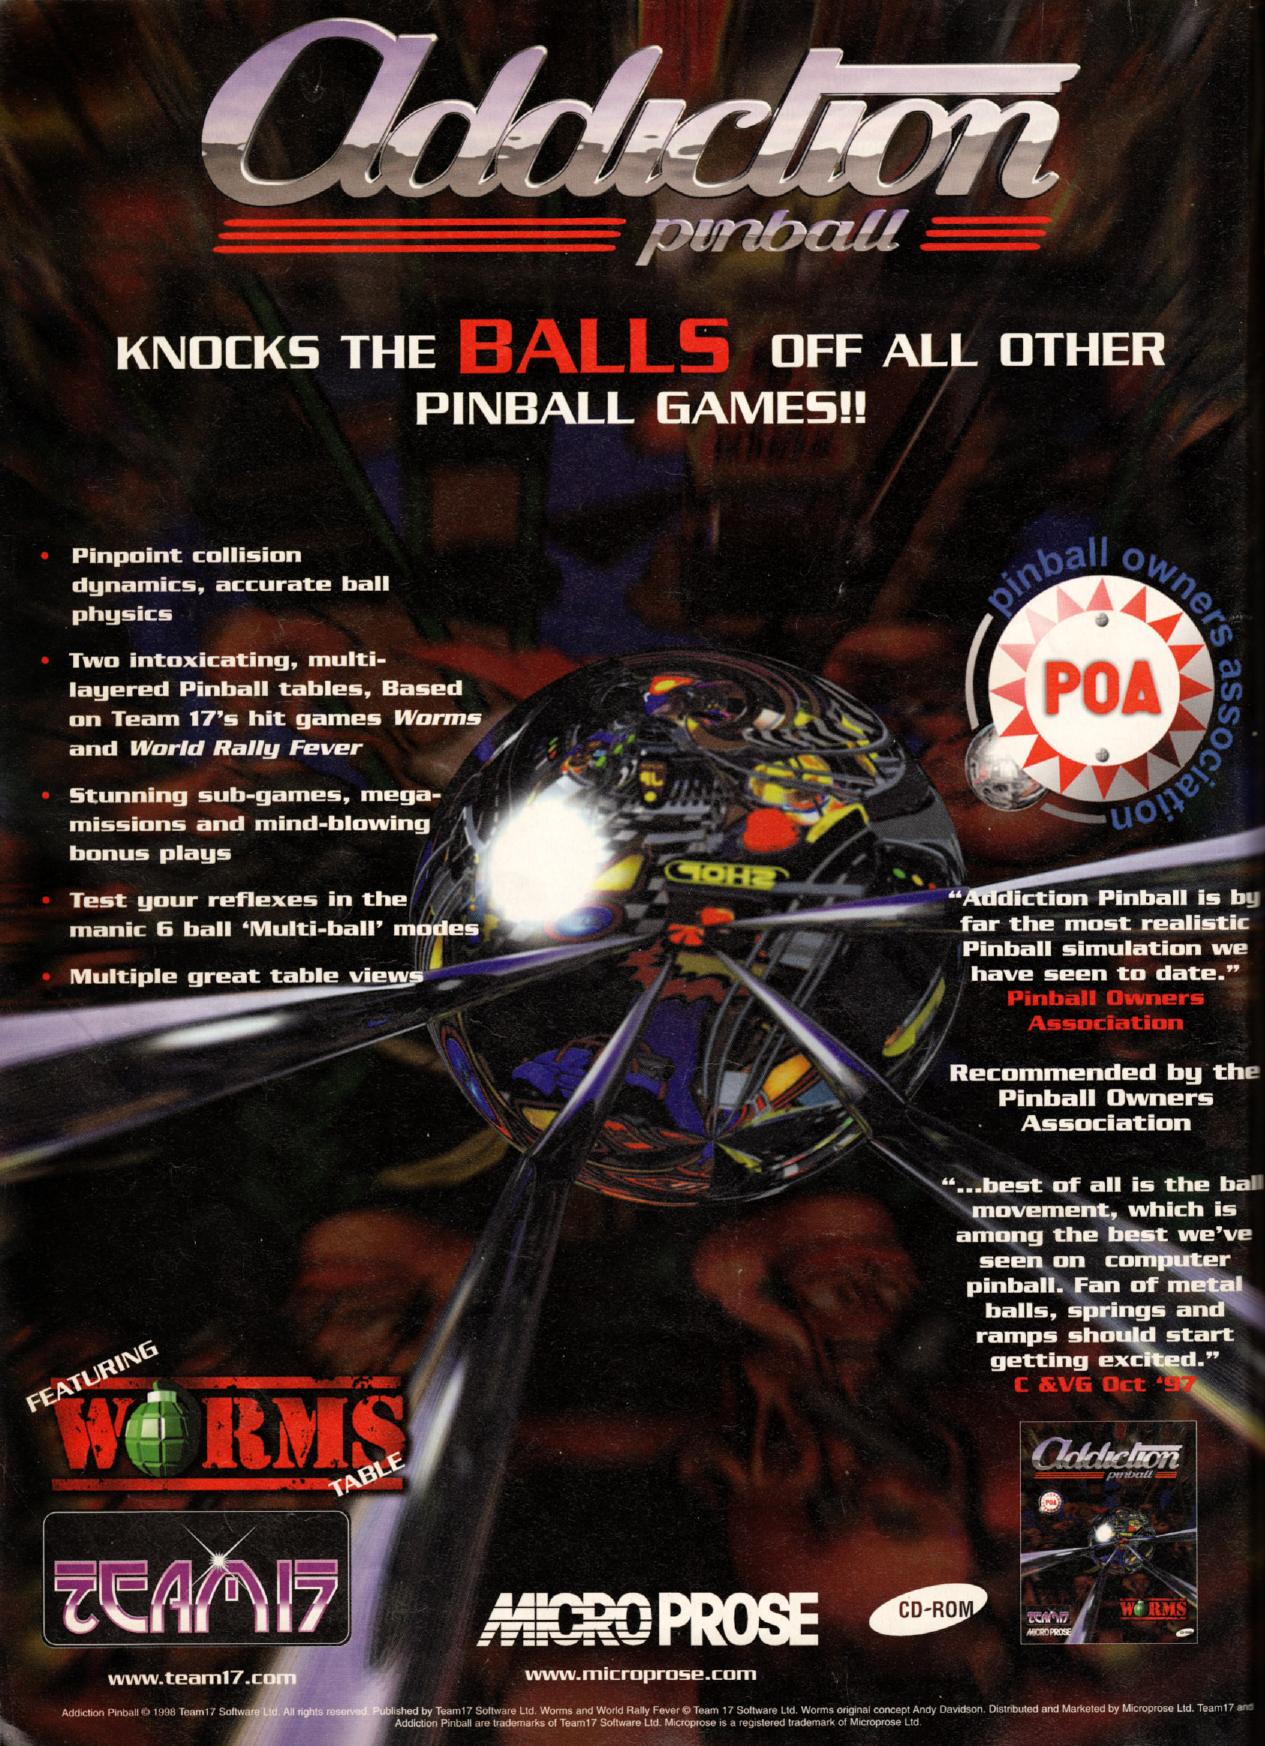 addiction
pinball
KNOCKS THE BALLS OFF ALL OTHER
PINBALL GAMES!!
• Pinpoint collision
dynamics, accurate ball
physics
• Two intoxicating, multi-
layered Pinball tables, Based
on Team 17's hit games Worms
and World Rally Fever
• Stunning sub-games, mega-
missions and mind-blowing
bonus plays
• Test your reflexes in the
manic 6 ball ‘Multi-ball’ modes
• Multiple great table views
pinball owners association
POA
“Addiction Pinball is by
far the most realistic
Pinball simulation we
have seen to date.”
Pinball Owners
Association
Recommended by the
Pinball Owners
Association
“...best of all is the ball
movement, which is
among the best we've
seen on computer
pinball. Fan of metal
balls, springs and
ramps should start
getting excited.”
C &VG Oct ‘97
FEATURING
WORMS
TABLE
TEAM17
www.team17.com
MICROPROSE
www.microprose.com
CD-ROM
addiction
pinball
POA
TEAM17
MICROPROSE
WORMS
Addiction Pinball © 1998 Team17 Software Ltd. All rights reserved. Published by Team17 Software Ltd. Worms and World Rally Fever © Team 17 Software Ltd. Worms original concept Andy Davidson. Distributed and Marketed by Microprose Ltd. Team17 and
Addiction Pinball are trademarks of Team17 Software Ltd. Microprose is a registered trademark of Microprose Ltd.